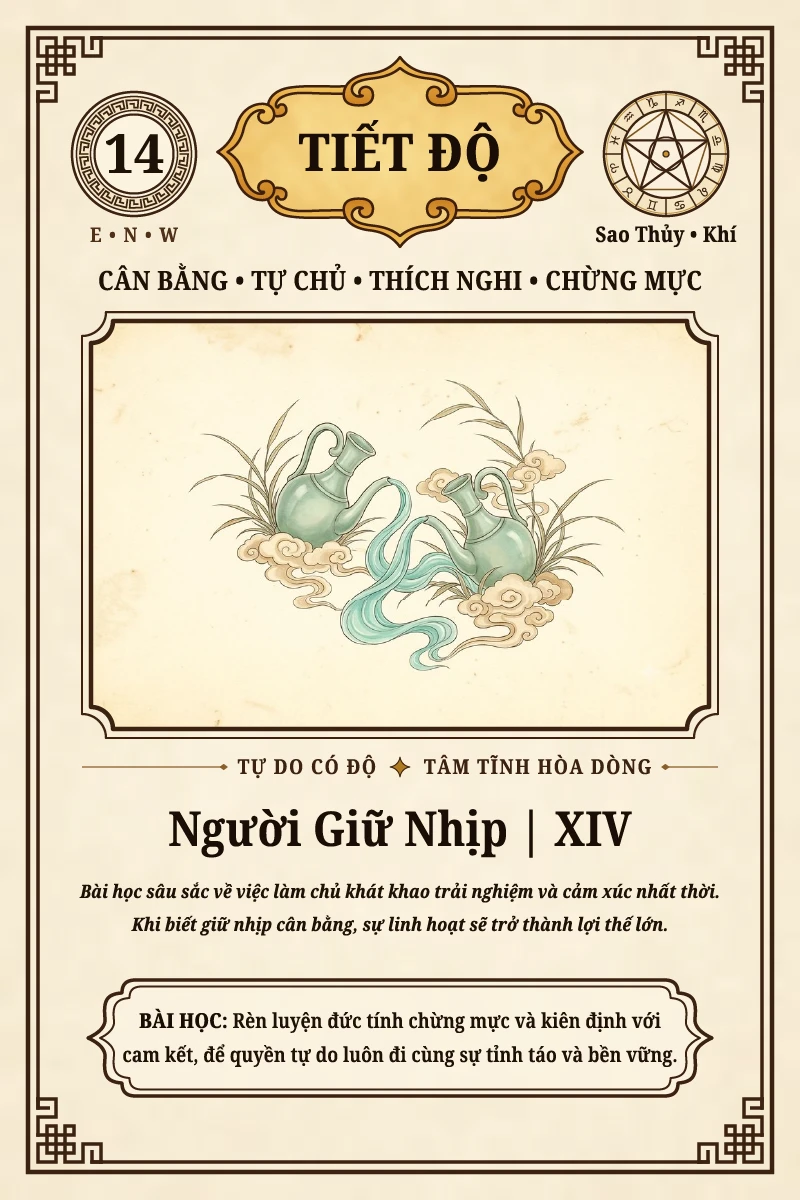 14
TIẾT ĐỘ
E • N • W
Sao Thủy • Khí
CÂN BẰNG • TỰ CHỦ • THÍCH NGHI • CHỪNG MỰC
TỰ DO CÓ ĐỘ ✦ TÂM TĨNH HÒA DÒNG
Người Giữ Nhịp | XIV
Bài học sâu sắc về việc làm chủ khát khao trải nghiệm và cảm xúc nhất thời.
Khi biết giữ nhịp cân bằng, sự linh hoạt sẽ trở thành lợi thế lớn.
BÀI HỌC: Rèn luyện đức tính chừng mực và kiên định với
cam kết, để quyền tự do luôn đi cùng sự tỉnh táo và bền vững.